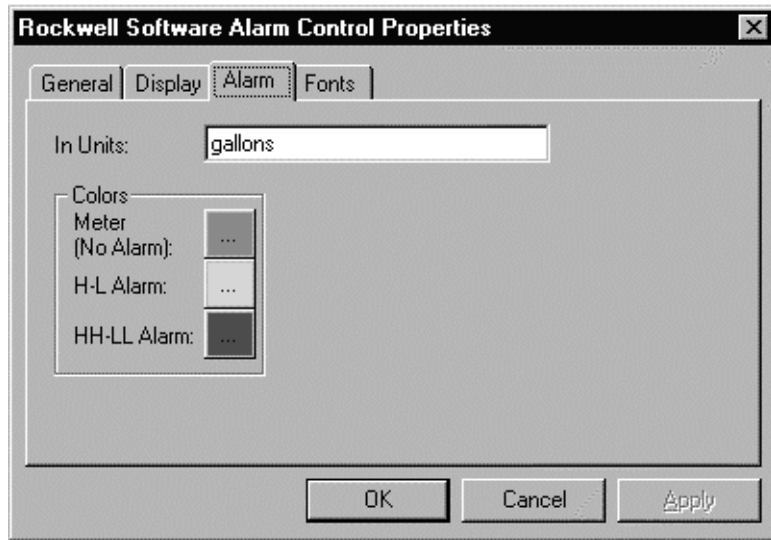 Rockwell Software Alarm Control Properties
General Display Alarm Fonts
In Units: gallons
Colors
Meter
(No Alarm): ...
H-L Alarm: ...
HH-LL Alarm: ...
OK Cancel Apply